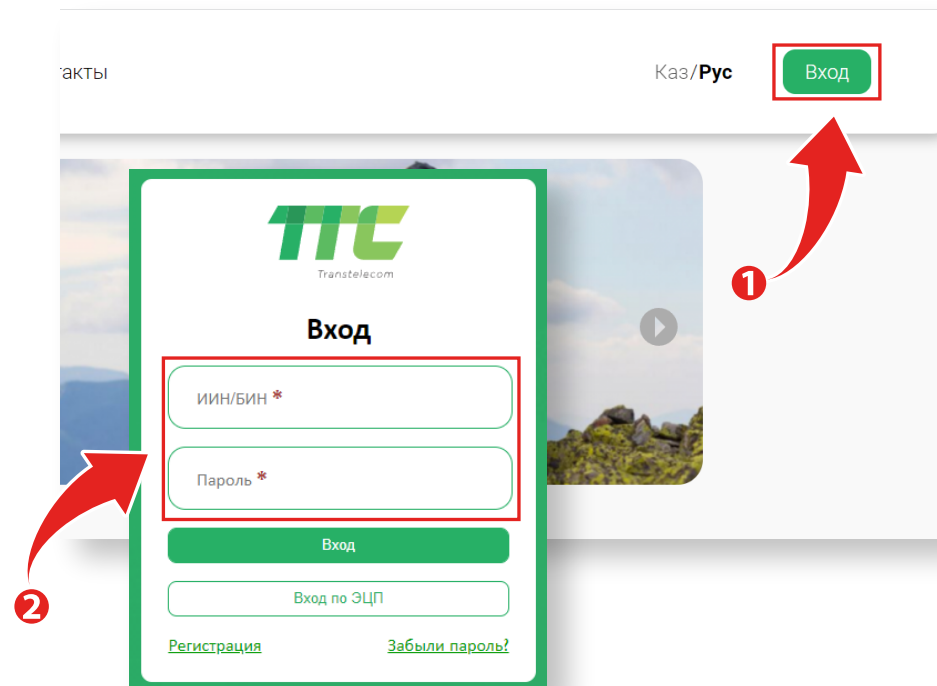 такты
Каз/Рус
Вход
1
TTC
Transtelecom
Вход
ИИН/БИН *
Пароль *
Вход
Вход по ЭЦП
Регистрация
Забыли пароль?
2